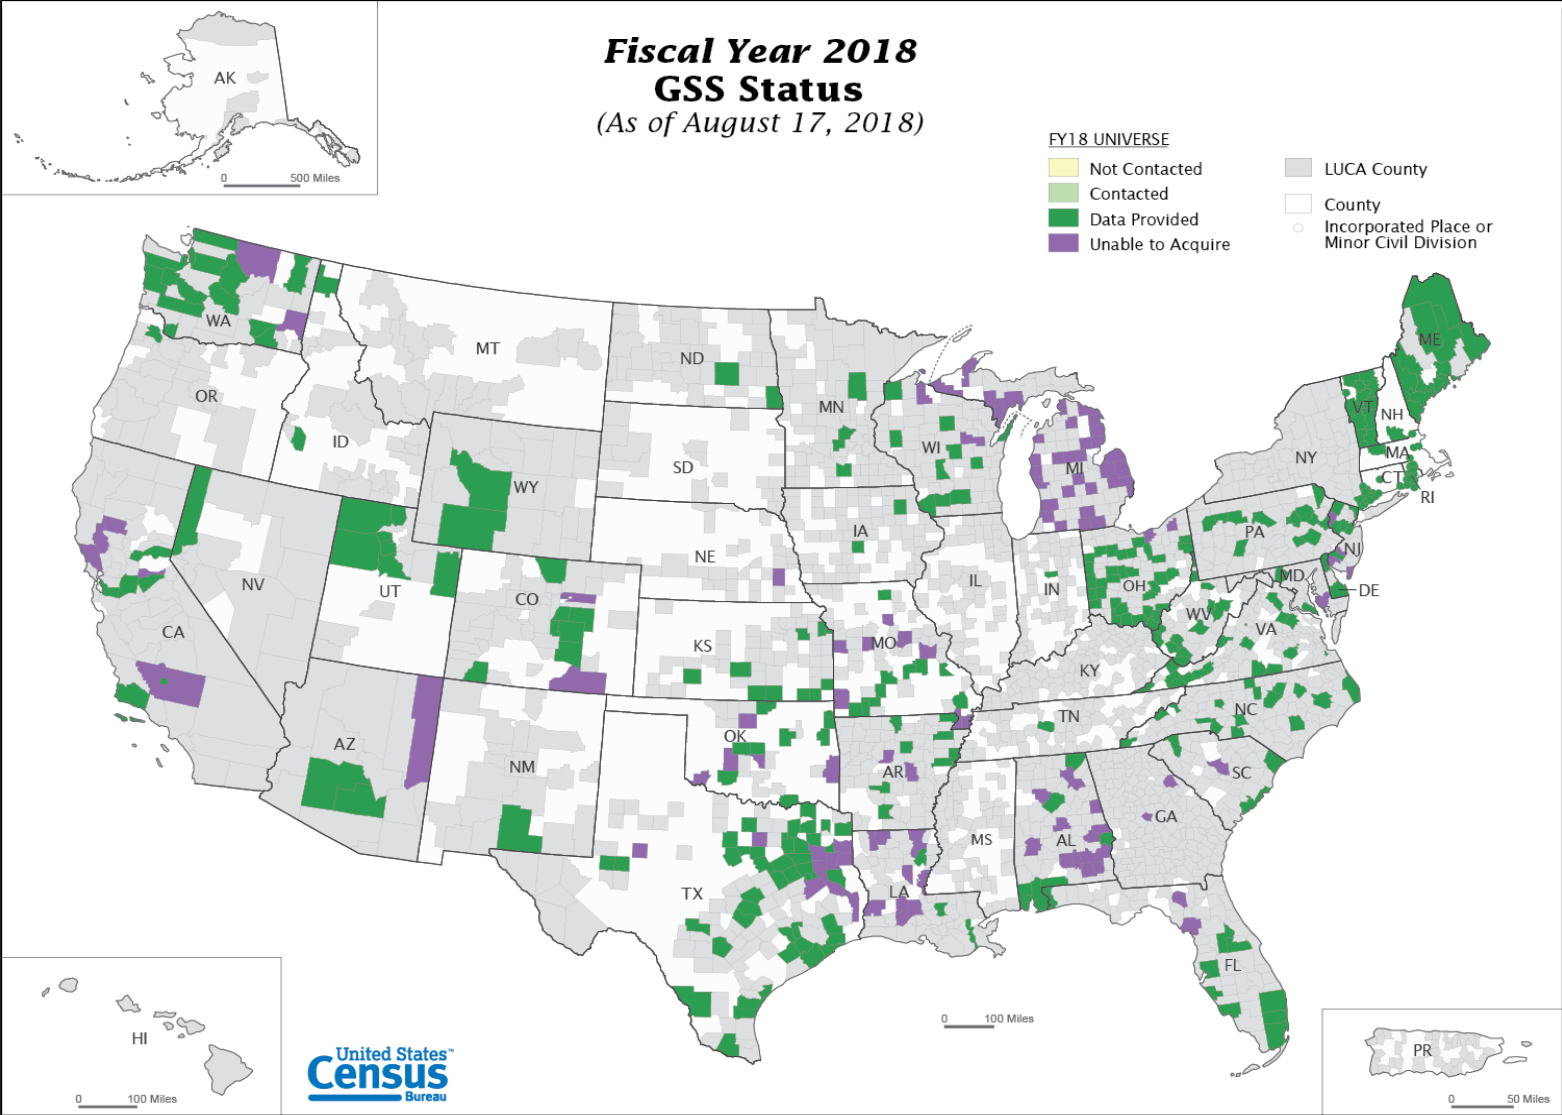 Fiscal Year 2018
GSS Status
(As of August 17, 2018)
AK
0 500 Miles
FY18 UNIVERSE
Not Contacted
Contacted
Data Provided
Unable to Acquire
LUCA County
County
Incorporated Place or
Minor Civil Division
WA
MT
ND
MN
ME
OR
ID
WY
SD
WI
MI
VT
NH
NY
MA
CT
RI
NV
UT
CO
NE
IA
IL
IN
OH
PA
NJ
MD
DE
CA
KS
MO
KY
WV
VA
AZ
NM
OK
AR
TN
NC
SC
TX
LA
MS
AL
GA
FL
0 100 Miles
HI
0 100 Miles
United States™
Census
Bureau
PR
0 50 Miles